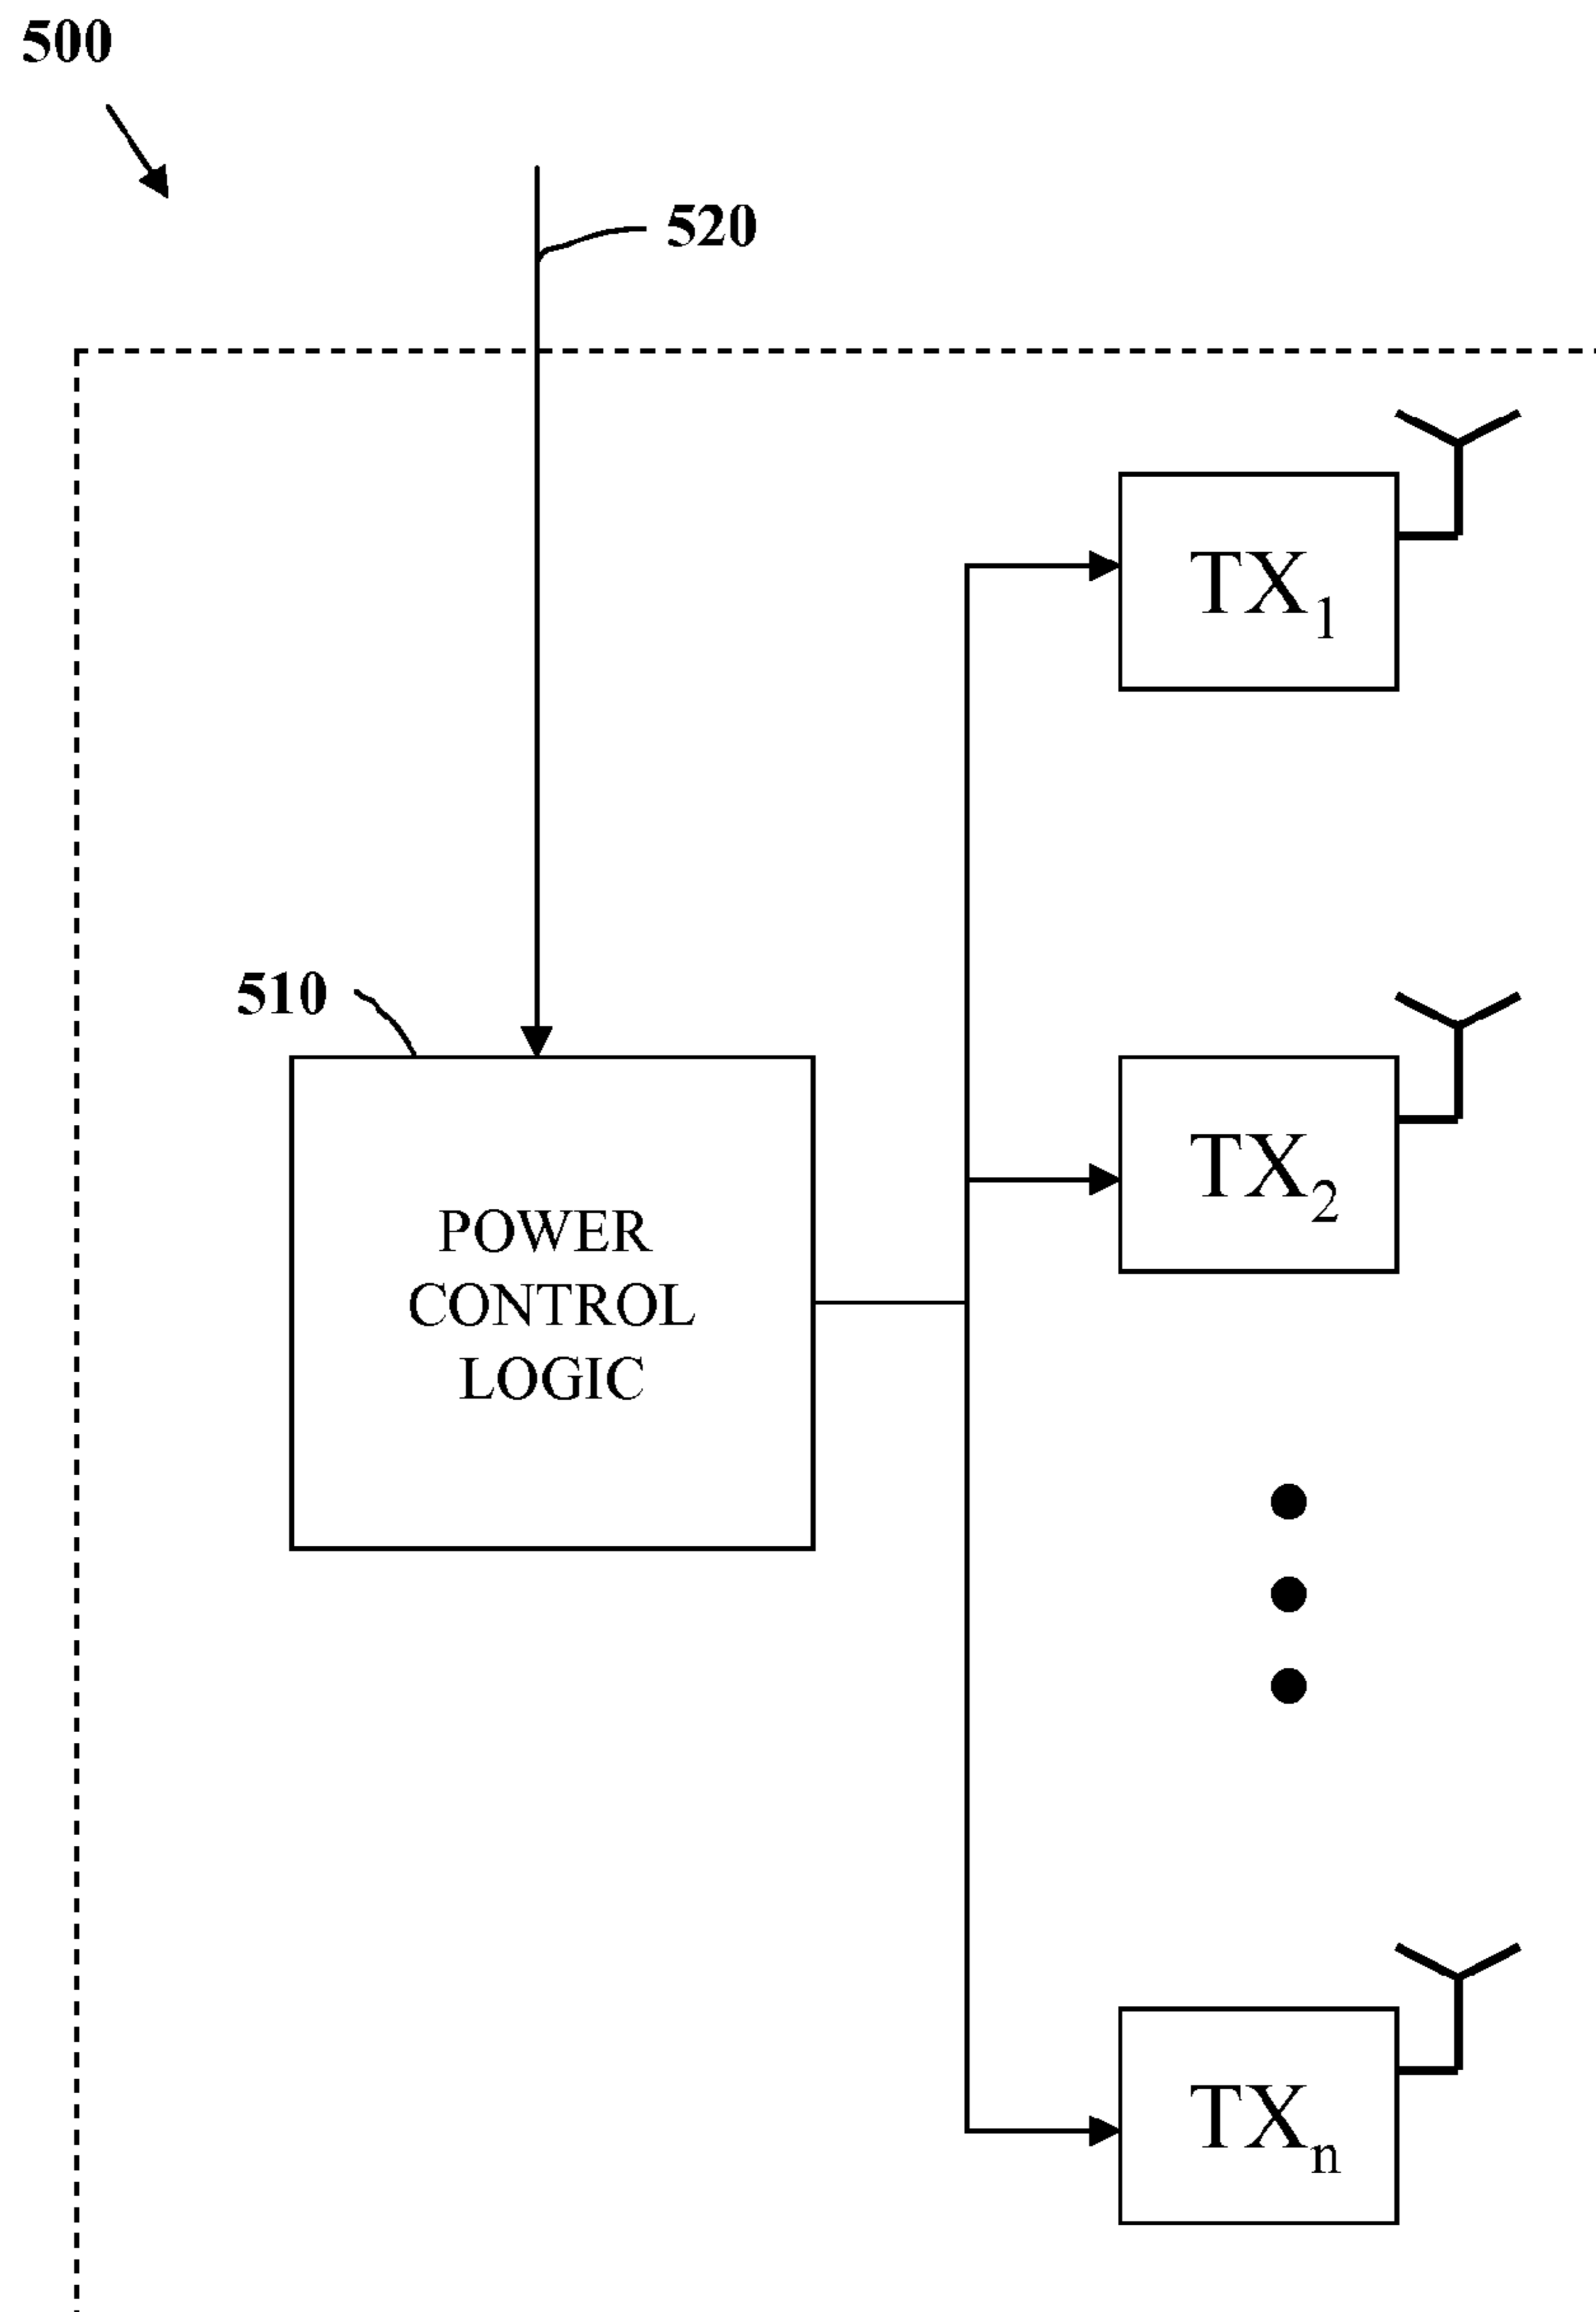 500
520
TX₁
510
TX₂
POWER
CONTROL
LOGIC
TXₙ